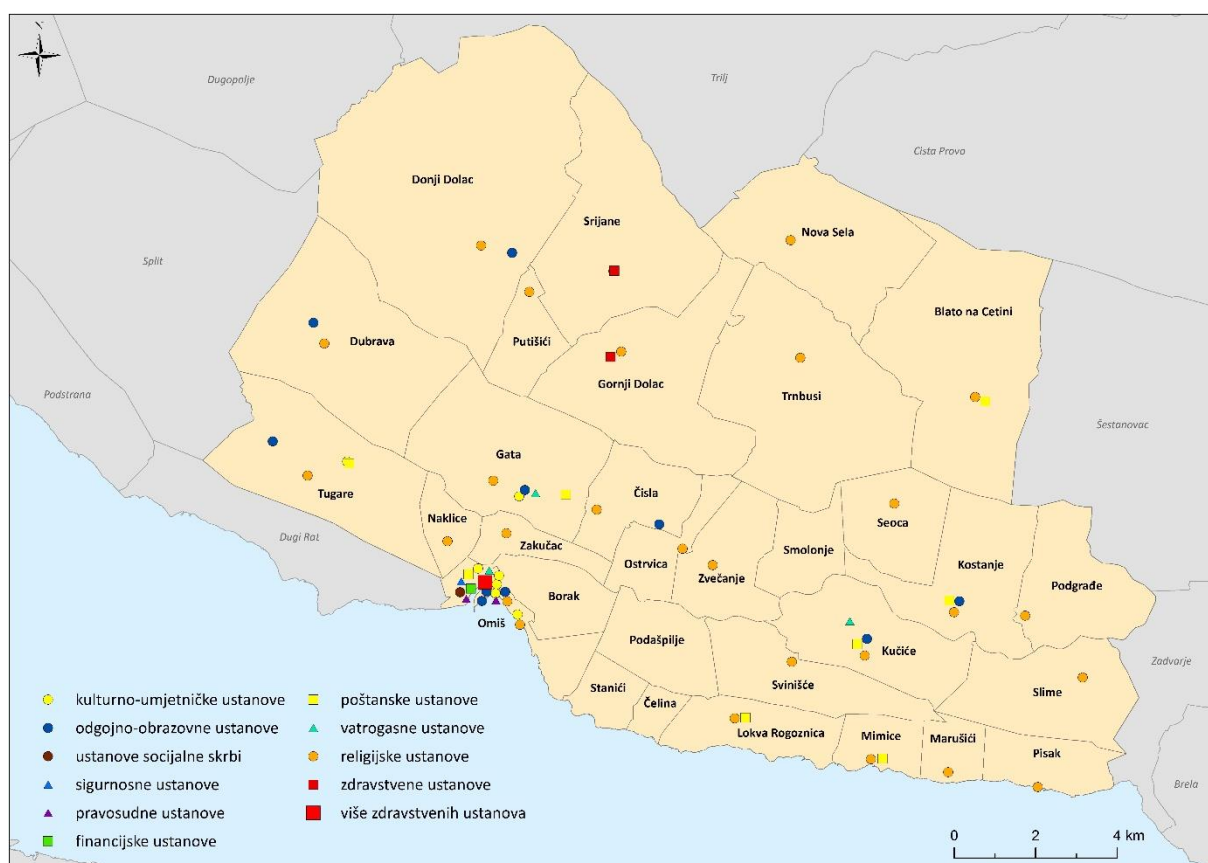 N
Dugopolje
Trilj
Cista Provo
Donji Dolac
Srijane
Nova Sela
Split
Blato na Cetini
Dubrava
Putišići
Gornji Dolac
Trnbusi
Podstrana
Šestanovac
Gata
Čisla
Tugare
Seoca
Naklice
Dugi Rat
Zakučac
Smolonje
Ostrvica
Zvečanje
Kostanje
Podgrađe
Borak
Omiš
Podašpilje
Kučiće
Zadvarje
Svinišće
Stanići
Slime
Čelina
Lokva Rogoznica
Mimice
Marušići
Pisak
Brela
kulturno-umjetničke ustanove
odgojno-obrazovne ustanove
ustanove socijalne skrbi
sigurnosne ustanove
pravosudne ustanove
financijske ustanove
poštanske ustanove
vatrogasne ustanove
religijske ustanove
zdravstvene ustanove
više zdravstvenih ustanova
0 2 4 km